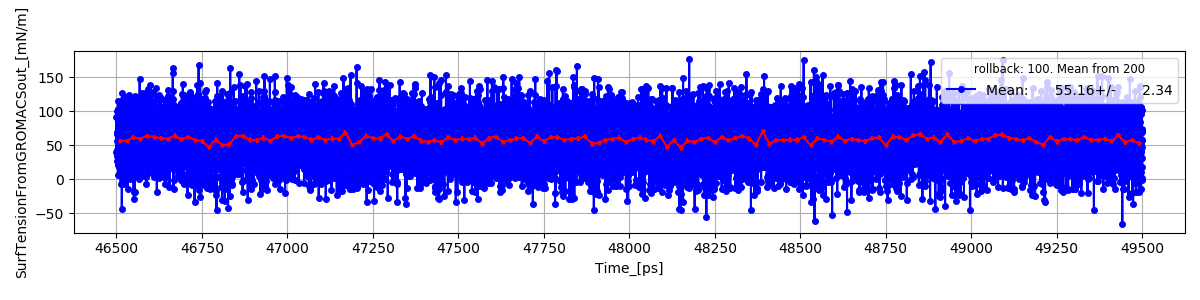 SurfTensionFromGROMACSout_[mN/m]
150
100
50
0
−50
rollback: 100. Mean from 200
Mean: 55.16+/- 2.34
46500 46750 47000 47250 47500 47750 48000 48250 48500 48750 49000 49250 49500
Time_[ps]